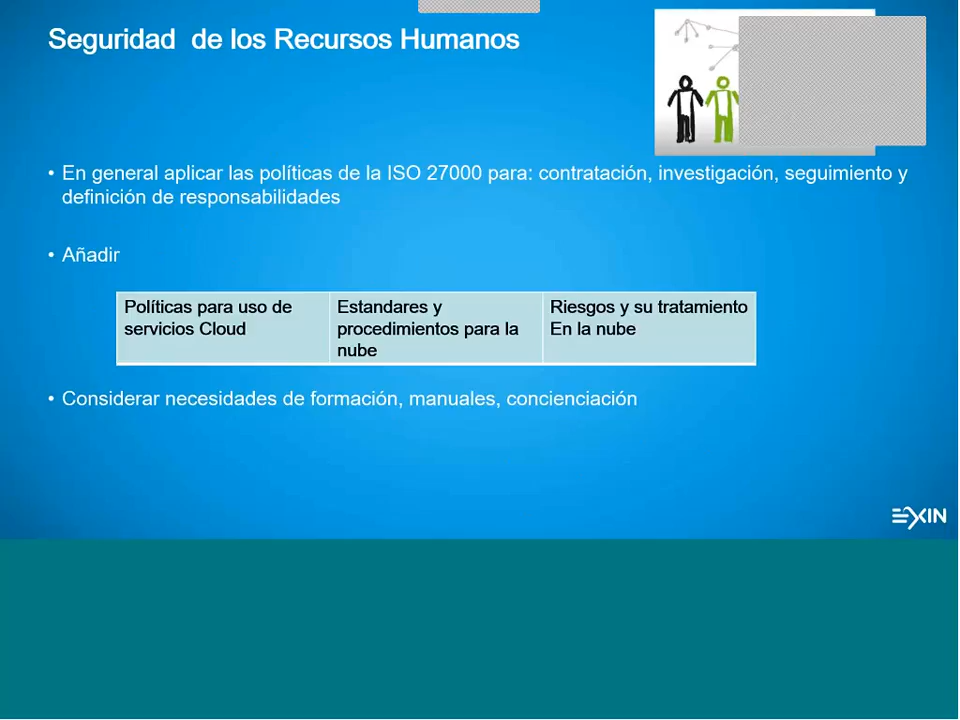 Seguridad de los Recursos Humanos
• En general aplicar las políticas de la ISO 27000 para: contratación, investigación, seguimiento y
definición de responsabilidades
• Añadir
Políticas para uso de
servicios Cloud
Estandares y
procedimientos para la
nube
Riesgos y su tratamiento
En la nube
• Considerar necesidades de formación, manuales, concienciación
EXIN